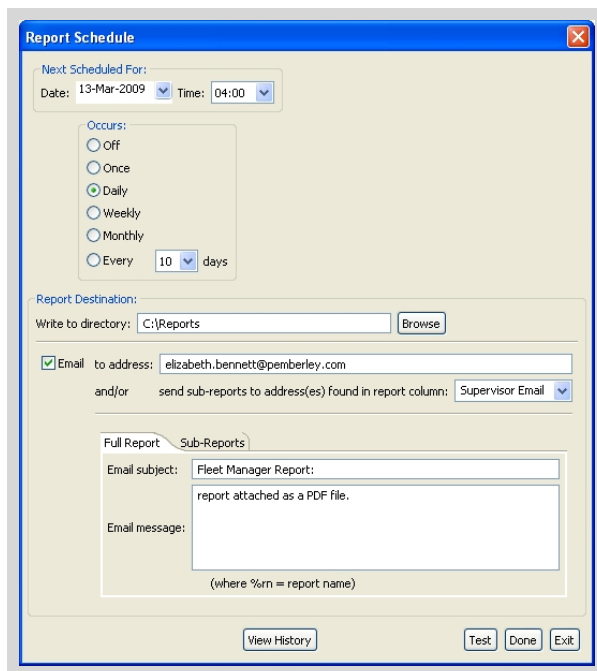 Report Schedule
Next Scheduled For:
Date: 13-Mar-2009 Time: 04:00
Occurs:
Off
Once
Daily
Weekly
Monthly
Every 10 days
Report Destination:
Write to directory: C:\Reports Browse
Email to address: elizabeth.bennett@pemberley.com
and/or send sub-reports to address(es) found in report column: Supervisor Email
Full Report Sub-Reports
Email subject: Fleet Manager Report:
report attached as a PDF file.
Email message:
(where %rn = report name)
View History Test Done Exit